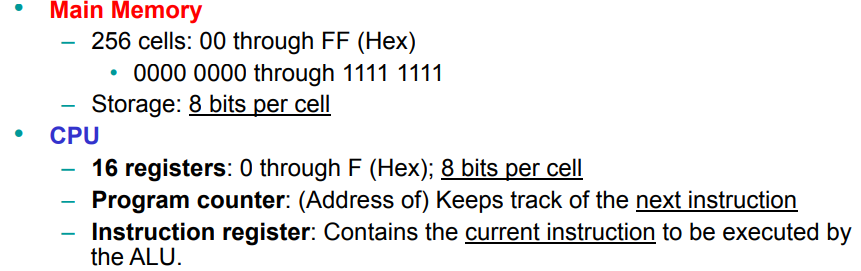 • Main Memory
– 256 cells: 00 through FF (Hex)
• 0000 0000 through 1111 1111
– Storage: 8 bits per cell
• CPU
– 16 registers: 0 through F (Hex); 8 bits per cell
– Program counter: (Address of) Keeps track of the next instruction
– Instruction register: Contains the current instruction to be executed by
the ALU.